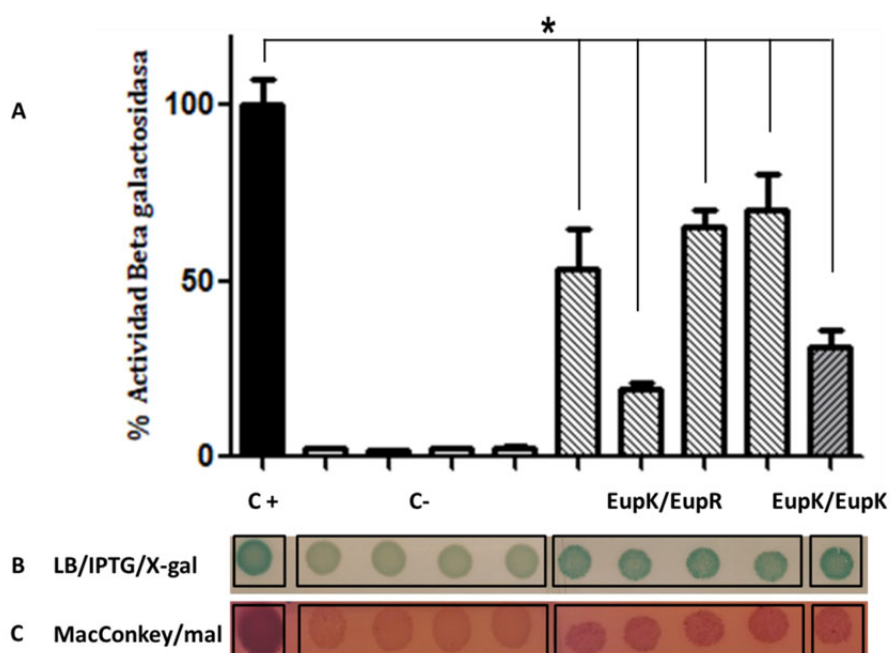 *
A
% Actividad Beta galactosidasa
100
50
0
C + C- EupK/EupR EupK/EupK
B LB/IPTG/X-gal
C MacConkey/mal